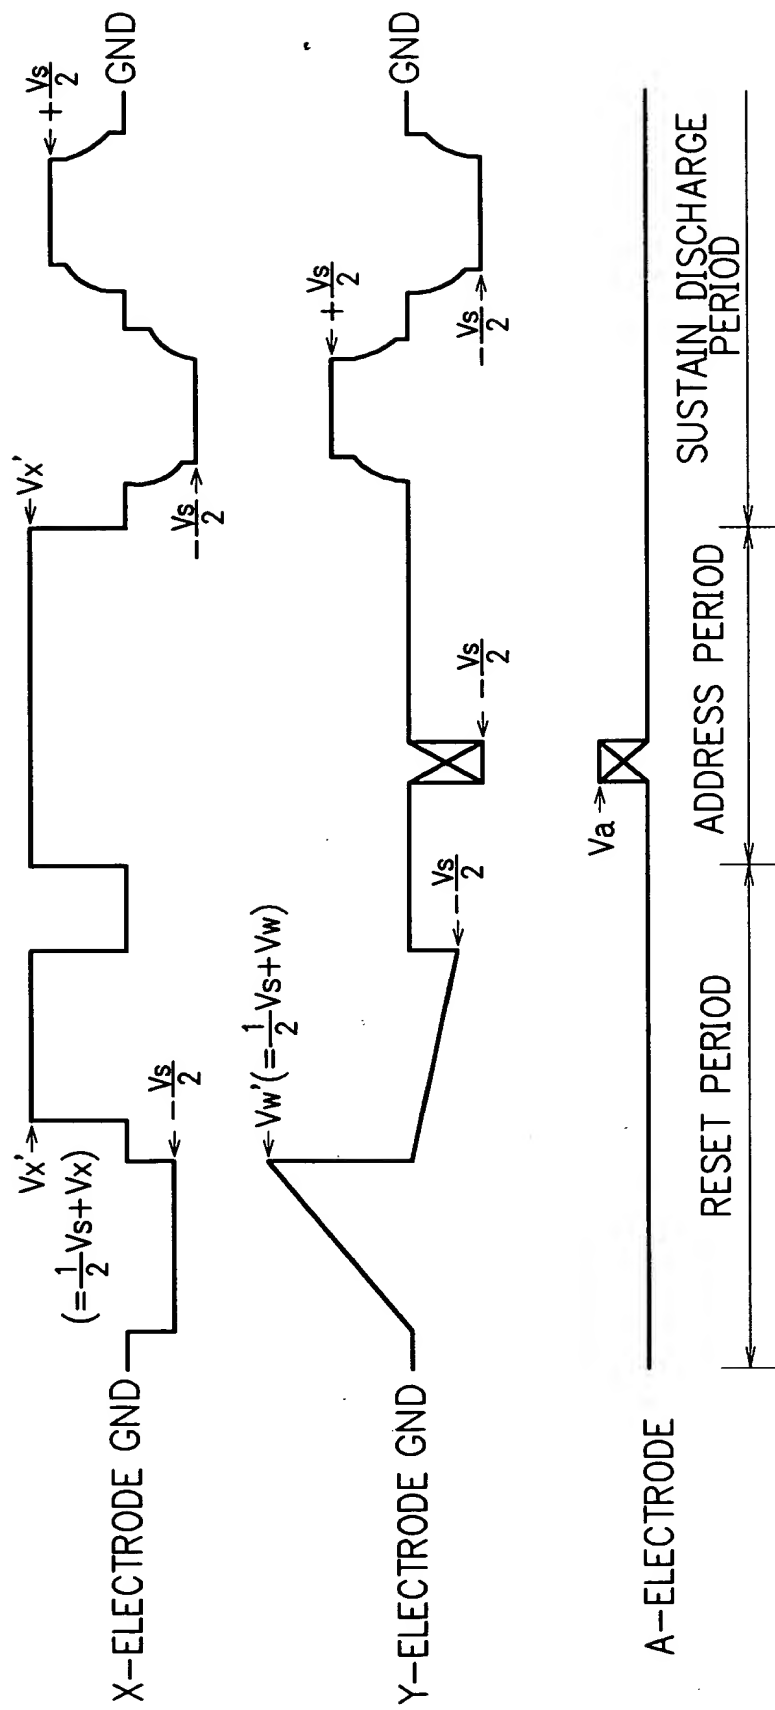 X-ELECTRODE GND
Vx'
(=1/2Vs+Vx)
-Vs/2
Vx'
-Vs/2
+Vs/2
GND
Y-ELECTRODE GND
Vw'(=1/2Vs+Vw)
-Vs/2
-Vs/2
+Vs/2
-Vs/2
GND
A-ELECTRODE
Va
RESET PERIOD
ADDRESS PERIOD
SUSTAIN DISCHARGE
PERIOD